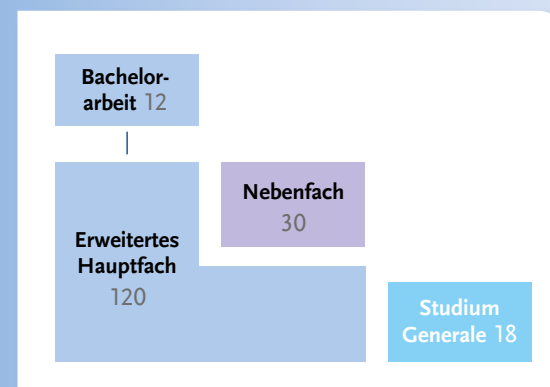 Bachelor-
arbeit 12
Nebenfach
30
Erweitertes
Hauptfach
120
Studium
Generale 18